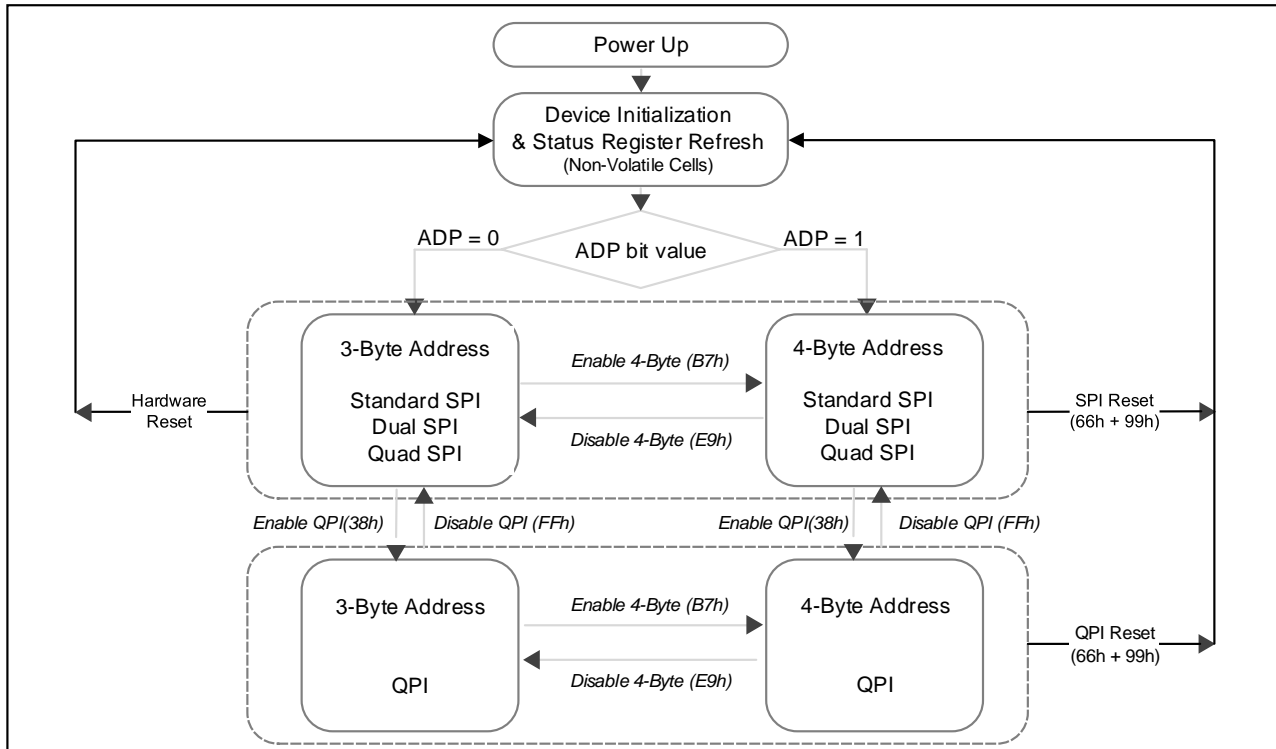 Power Up
Device Initialization
& Status Register Refresh
(Non-Volatile Cells)
ADP = 0
ADP bit value
ADP = 1
3-Byte Address
Standard SPI
Dual SPI
Quad SPI
Enable 4-Byte (B7h)
Disable 4-Byte (E9h)
4-Byte Address
Standard SPI
Dual SPI
Quad SPI
Hardware
Reset
SPI Reset
(66h + 99h)
Enable QPI(38h)
Disable QPI (FFh)
Enable QPI(38h)
Disable QPI (FFh)
3-Byte Address
QPI
Enable 4-Byte (B7h)
Disable 4-Byte (E9h)
4-Byte Address
QPI
QPI Reset
(66h + 99h)